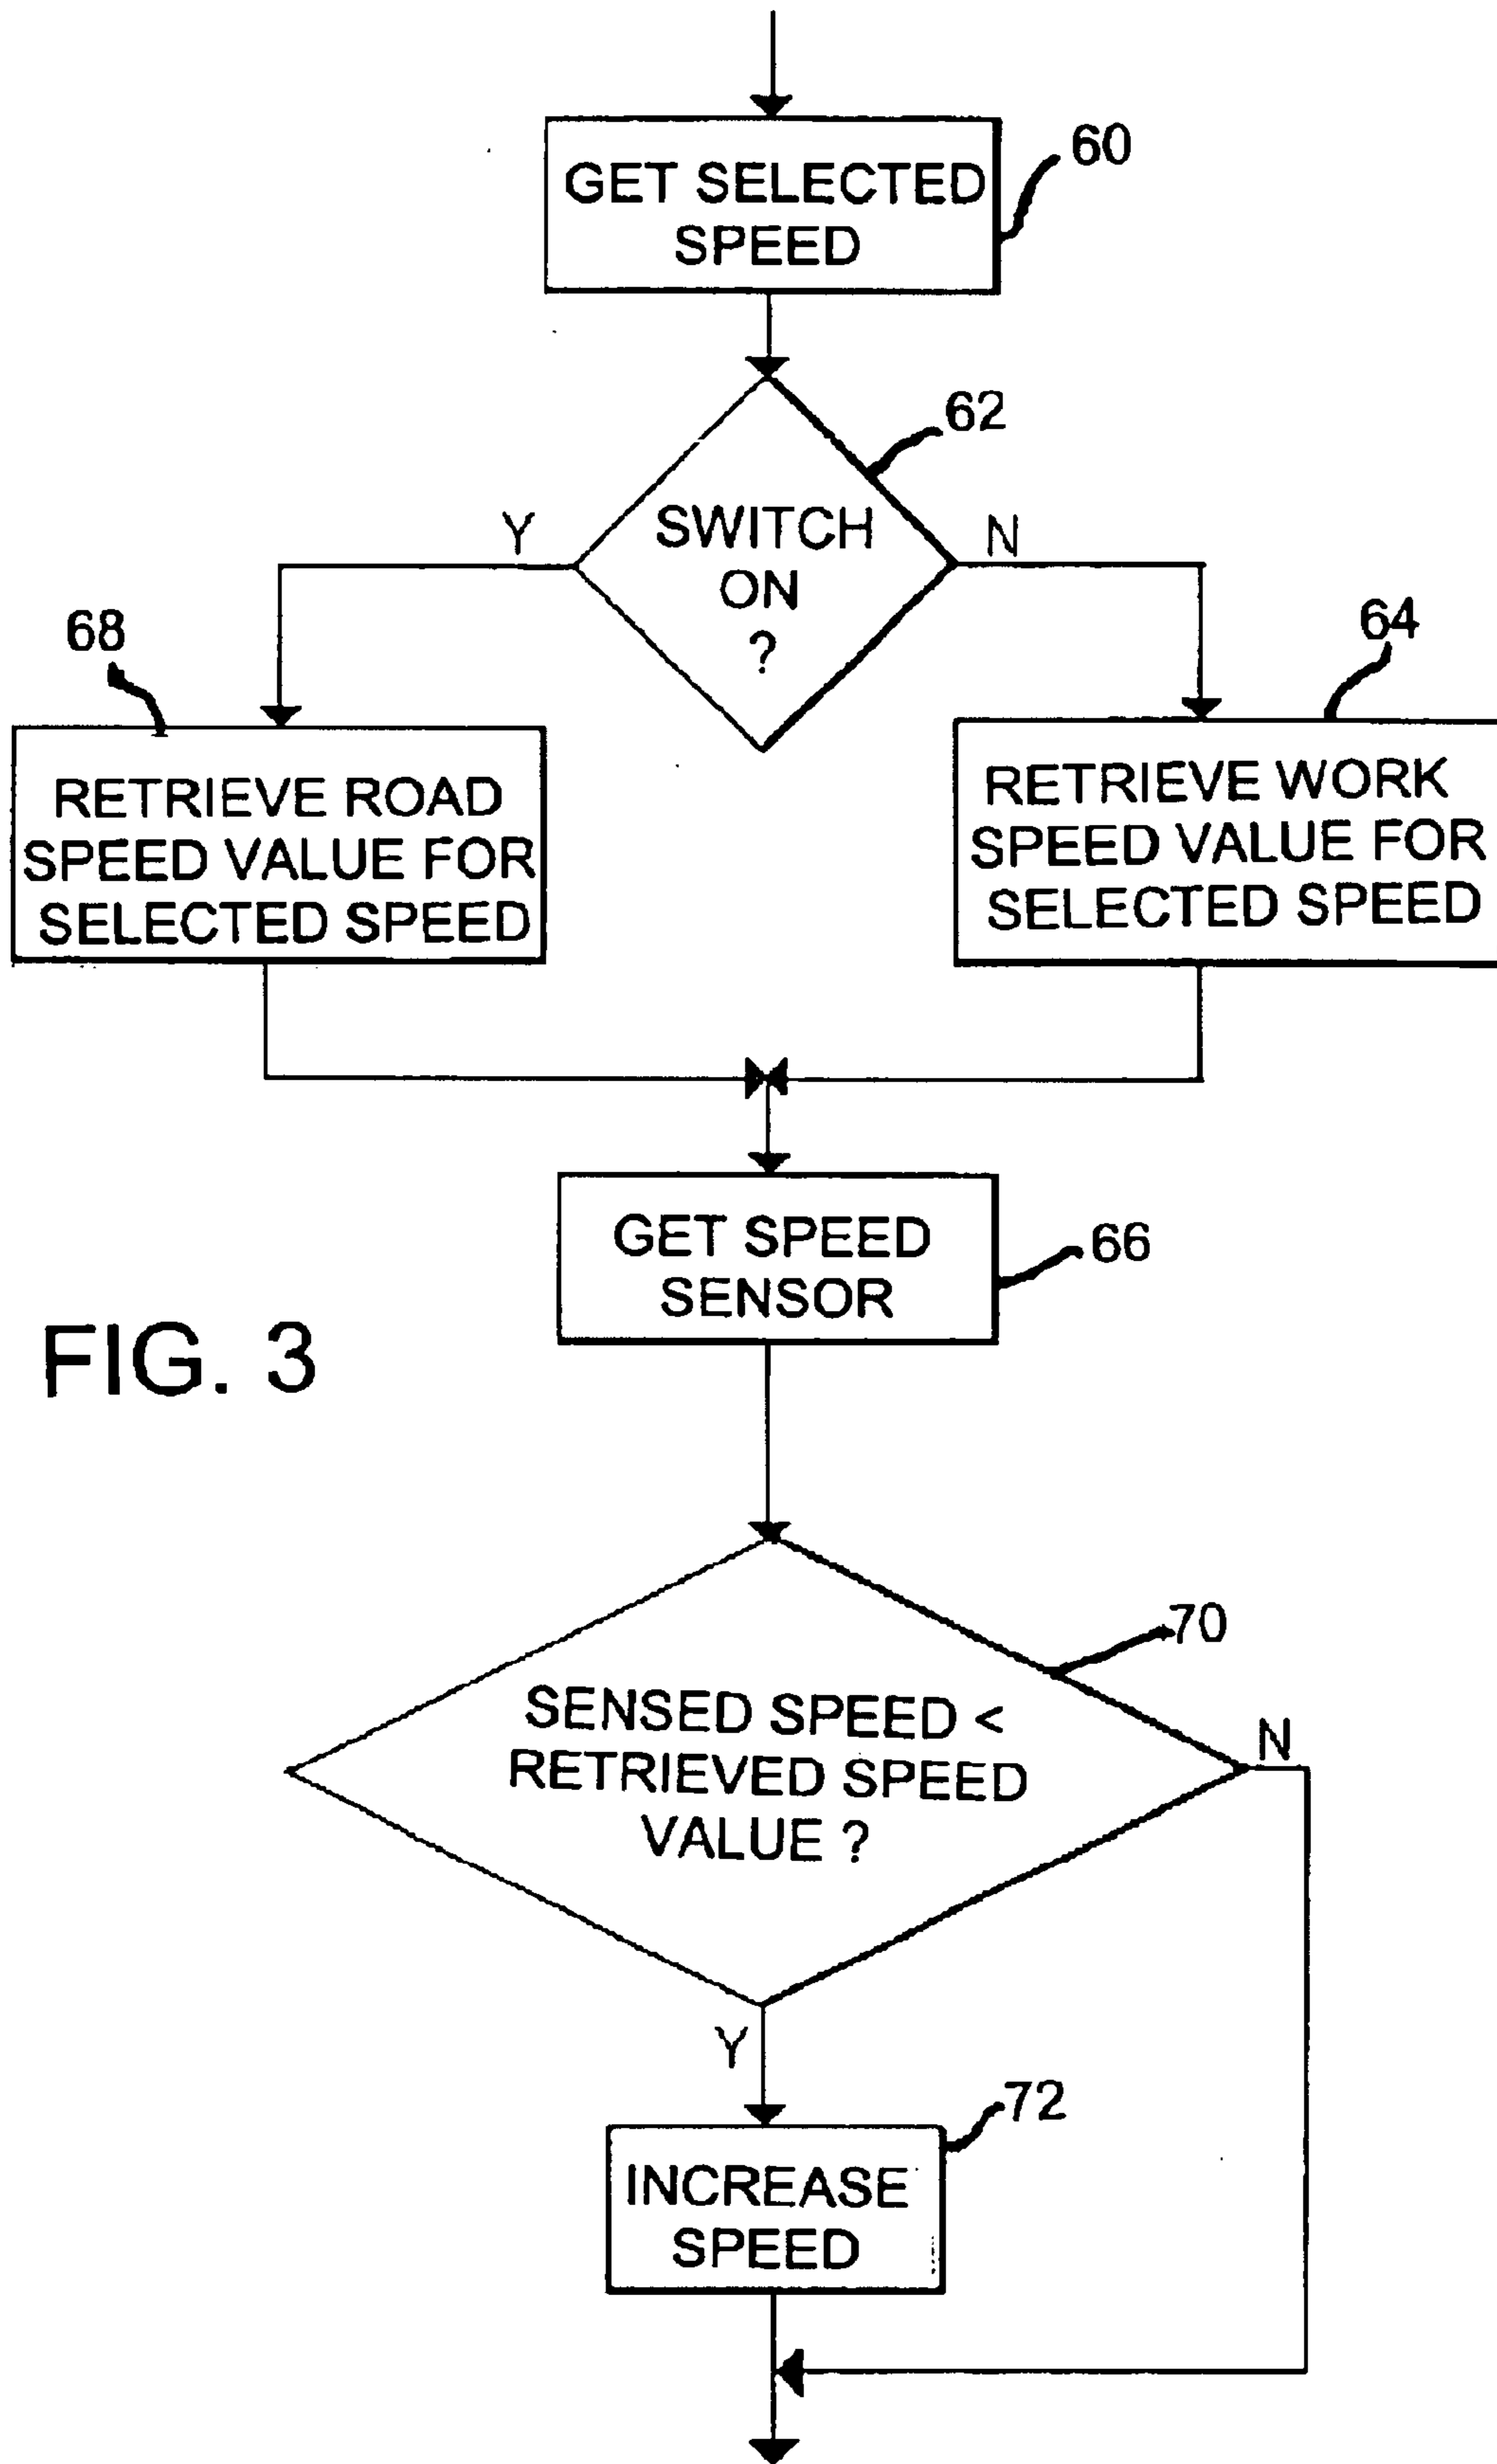 GET SELECTED
SPEED
60
62
SWITCH
ON
?
Y
N
68
64
RETRIEVE ROAD
SPEED VALUE FOR
SELECTED SPEED
RETRIEVE WORK
SPEED VALUE FOR
SELECTED SPEED
GET SPEED
SENSOR
66
FIG. 3
70
SENSED SPEED <
RETRIEVED SPEED
VALUE ?
N
Y
72
INCREASE
SPEED